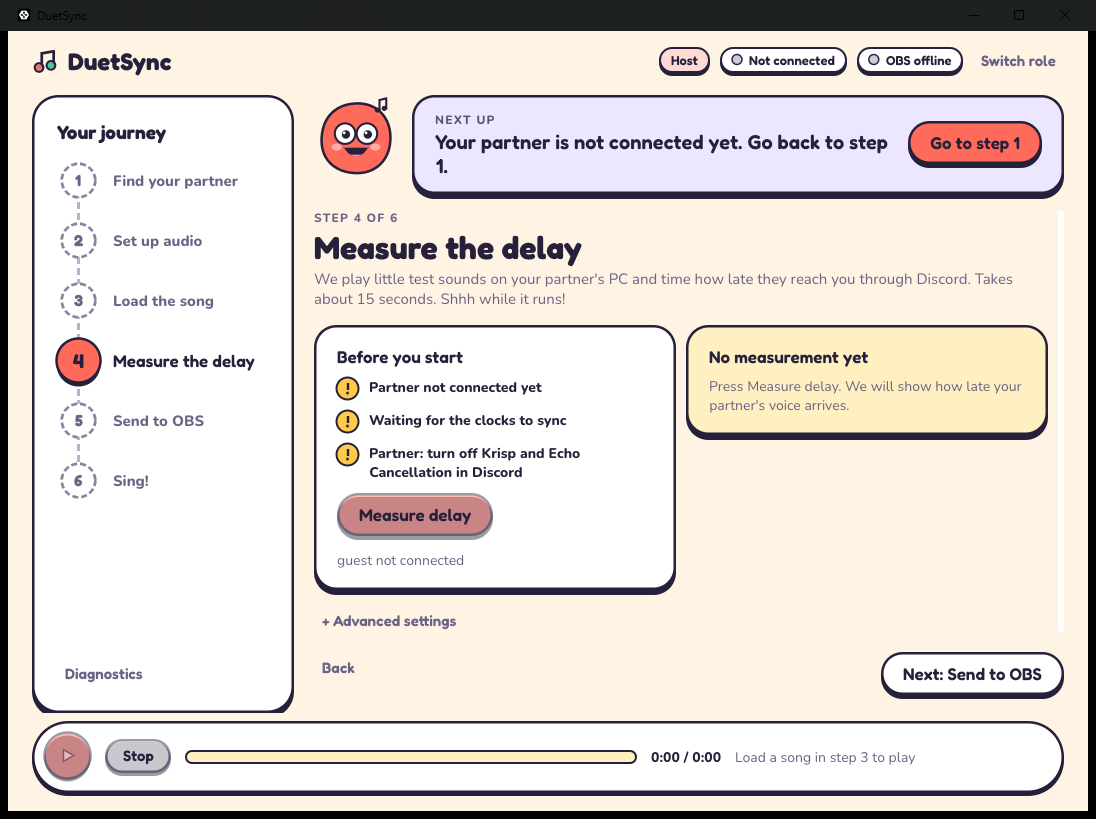 DuetSync
DuetSync
Host
Not connected
OBS offline
Switch role
Your journey
1
Find your partner
2
Set up audio
3
Load the song
4
Measure the delay
5
Send to OBS
6
Sing!
Diagnostics
NEXT UP
Your partner is not connected yet. Go back to step
1.
Go to step 1
STEP 4 OF 6
Measure the delay
We play little test sounds on your partner's PC and time how late they reach you through Discord. Takes
about 15 seconds. Shhh while it runs!
Before you start
! Partner not connected yet
! Waiting for the clocks to sync
! Partner: turn off Krisp and Echo
Cancellation in Discord
Measure delay
guest not connected
No measurement yet
Press Measure delay. We will show how late your
partner's voice arrives.
+ Advanced settings
Back
Next: Send to OBS
Stop
0:00 / 0:00
Load a song in step 3 to play